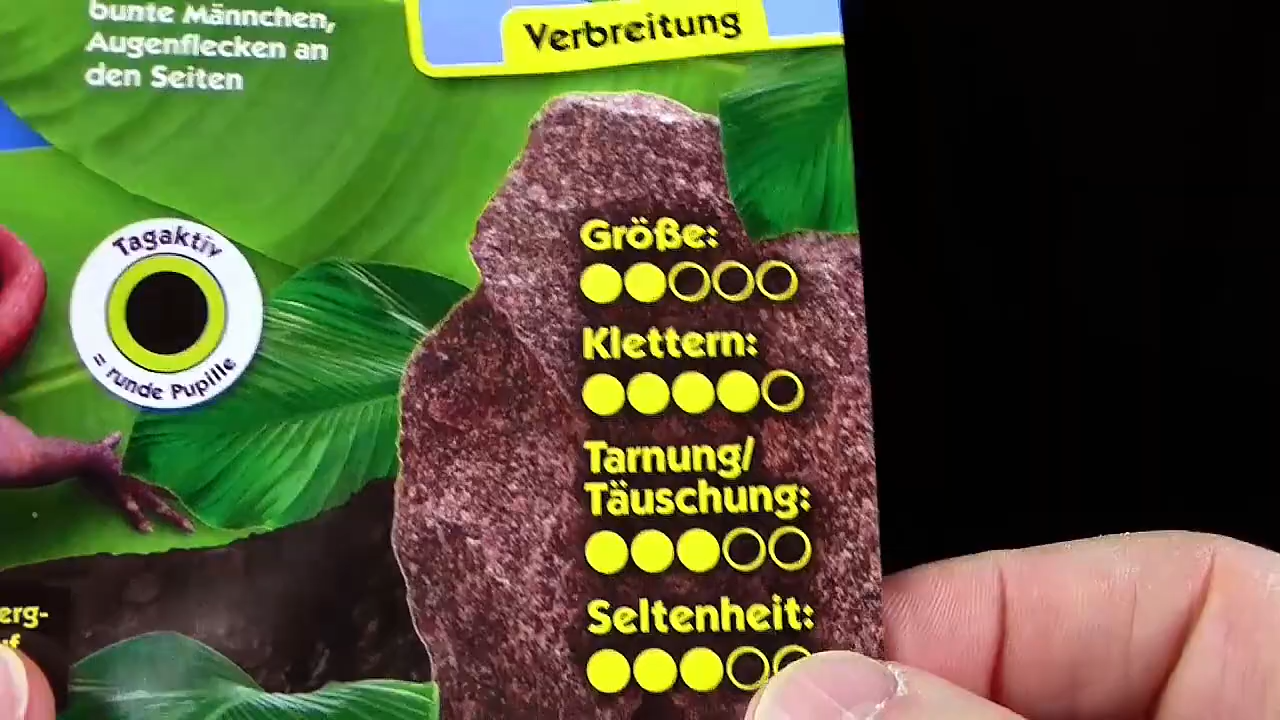 bunte Männchen,
Augenflecken an
den Seiten
Verbreitung
Tagaktiv
= runde Pupille
Größe:
Klettern:
Tarnung/
Täuschung:
Seltenheit: